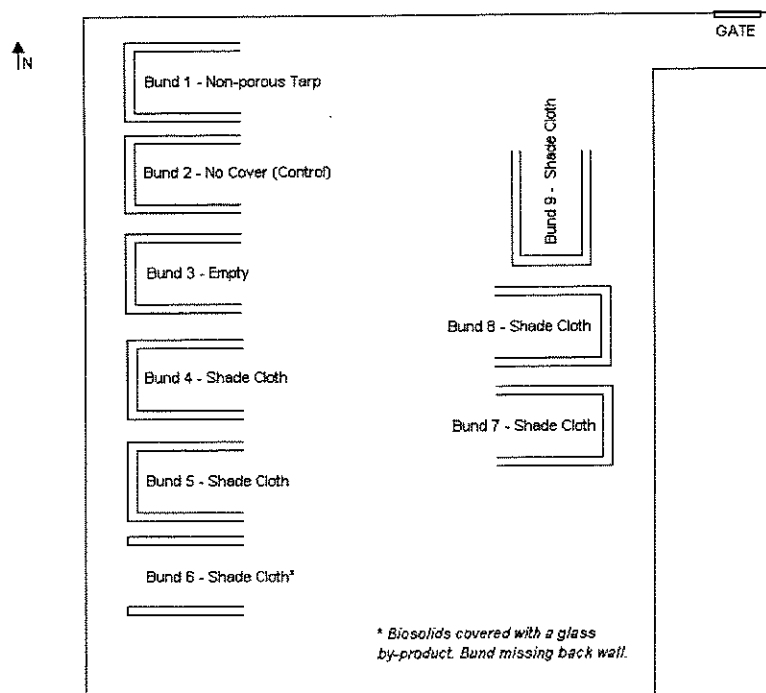 GATE
N
Bund 1 - Non-porous Tarp
Bund 2 - No Cover (Control)
Bund 3 - Empty
Bund 4 - Shade Cloth
Bund 5 - Shade Cloth
Bund 6 - Shade Cloth*
Bund 9 - Shade Cloth
Bund 8 - Shade Cloth
Bund 7 - Shade Cloth
* Biosolids covered with a glass
by-product. Bund missing back wall.